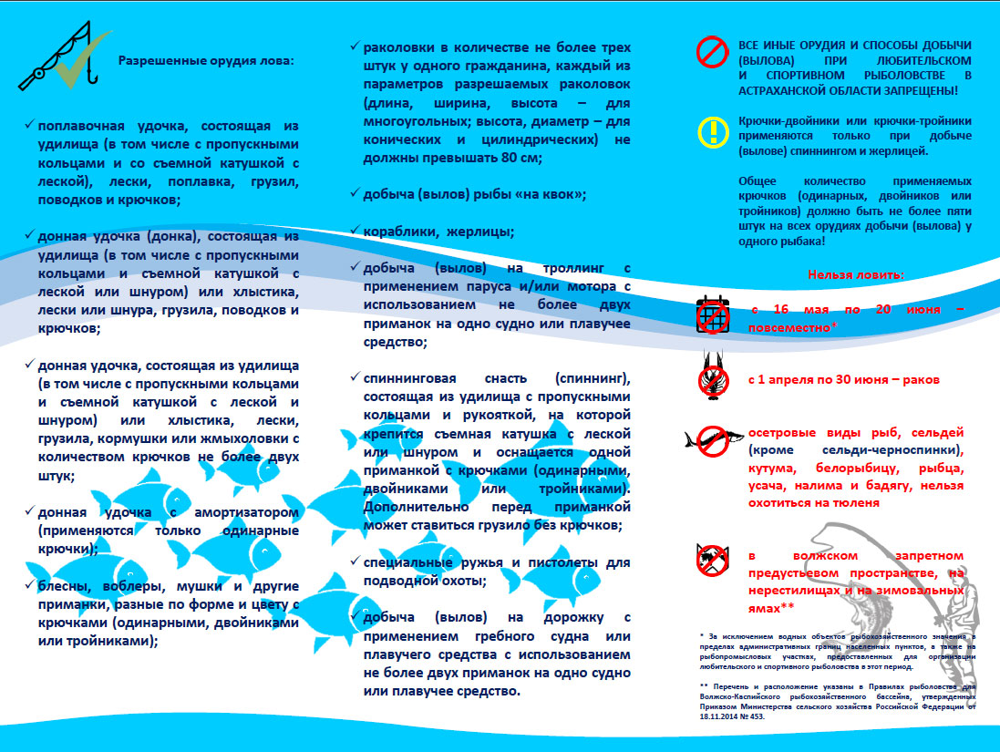 Разрешенные орудия лова:
поплавочная удочка, состоящая из
удилища (в том числе с пропускными
кольцами и со съемной катушкой с
леской), лески, поплавка, грузил,
поводков и крючков;
донная удочка (донка), состоящая из
удилища (в том числе с пропускными
кольцами и съемной катушкой с
леской или шнуром) или хлыстика,
лески или шнура, грузила, поводков и
крючков;
донная удочка, состоящая из удилища
(в том числе с пропускными кольцами
и съемной катушкой с леской и
шнуром) или хлыстика, лески,
грузила, кормушки или жмыхоловки с
количеством крючков не более двух
штук;
донная удочка с амортизатором
(применяются только одинарные
крючки);
блесны, воблеры, мушки и другие
приманки, разные по форме и цвету с
крючками (одинарными, двойниками
или тройниками);
раколовки в количестве не более трех
штук у одного гражданина, каждый из
параметров разрешаемых раколовок
(длина, ширина, высота – для
многоугольных; высота, диаметр – для
конических и цилиндрических) не
должны превышать 80 см;
добыча (вылов) рыбы «на квок»;
кораблики, жерлицы;
добыча (вылов) на троллинг с
применением паруса и/или мотора с
использованием не более двух
приманок на одно судно или плавучее
средство;
спиннинговая снасть (спиннинг),
состоящая из удилища с пропускными
кольцами и рукояткой, на которой
крепится съемная катушка с леской
или шнуром и оснащается одной
приманкой с крючками (одинарными,
двойниками или тройниками).
Дополнительно перед приманкой
может ставиться грузило без крючков;
специальные ружья и пистолеты для
подводной охоты;
добыча (вылов) на дорожку с
применением гребного судна или
плавучего средства с использованием
не более двух приманок на одно судно
или плавучее средство.
ВСЕ ИНЫЕ ОРУДИЯ И СПОСОБЫ ДОБЫЧИ
(ВЫЛОВА) ПРИ ЛЮБИТЕЛЬСКОМ
И СПОРТИВНОМ РЫБОЛОВСТВЕ В
АСТРАХАНСКОЙ ОБЛАСТИ ЗАПРЕЩЕНЫ!
Крючки-двойники или крючки-тройники
применяются только при добыче
(вылове) спиннингом и жерлицей.
Общее количество применяемых
крючков (одинарных, двойников или
тройников) должно быть не более пяти
штук на всех орудиях добычи (вылова) у
одного рыбака!
Нельзя ловить:
с 16 мая по 20 июня –
повсеместно*
с 1 апреля по 30 июня – раков
осетровые виды рыб, сельдей
(кроме сельди-черноспинки),
кутума, белорыбицу, рыбца,
усача, налима и бадягу, нельзя
охотиться на тюленя
в волжском запретном
предустьевом пространстве, на
нерестилищах и на зимовальных
ямах**
* За исключением водных объектов рыбохозяйственного значения в
пределах административных границ населенных пунктов, а также на
рыбопромысловых участках, предоставленных для организации
любительского и спортивного рыболовства в этот период.
** Перечень и расположение указаны в Правилах рыболовства для
Волжско-Каспийского рыбохозяйственного бассейна, утвержденных
Приказом Министерства сельского хозяйства Российской Федерации от
18.11.2014 № 453.